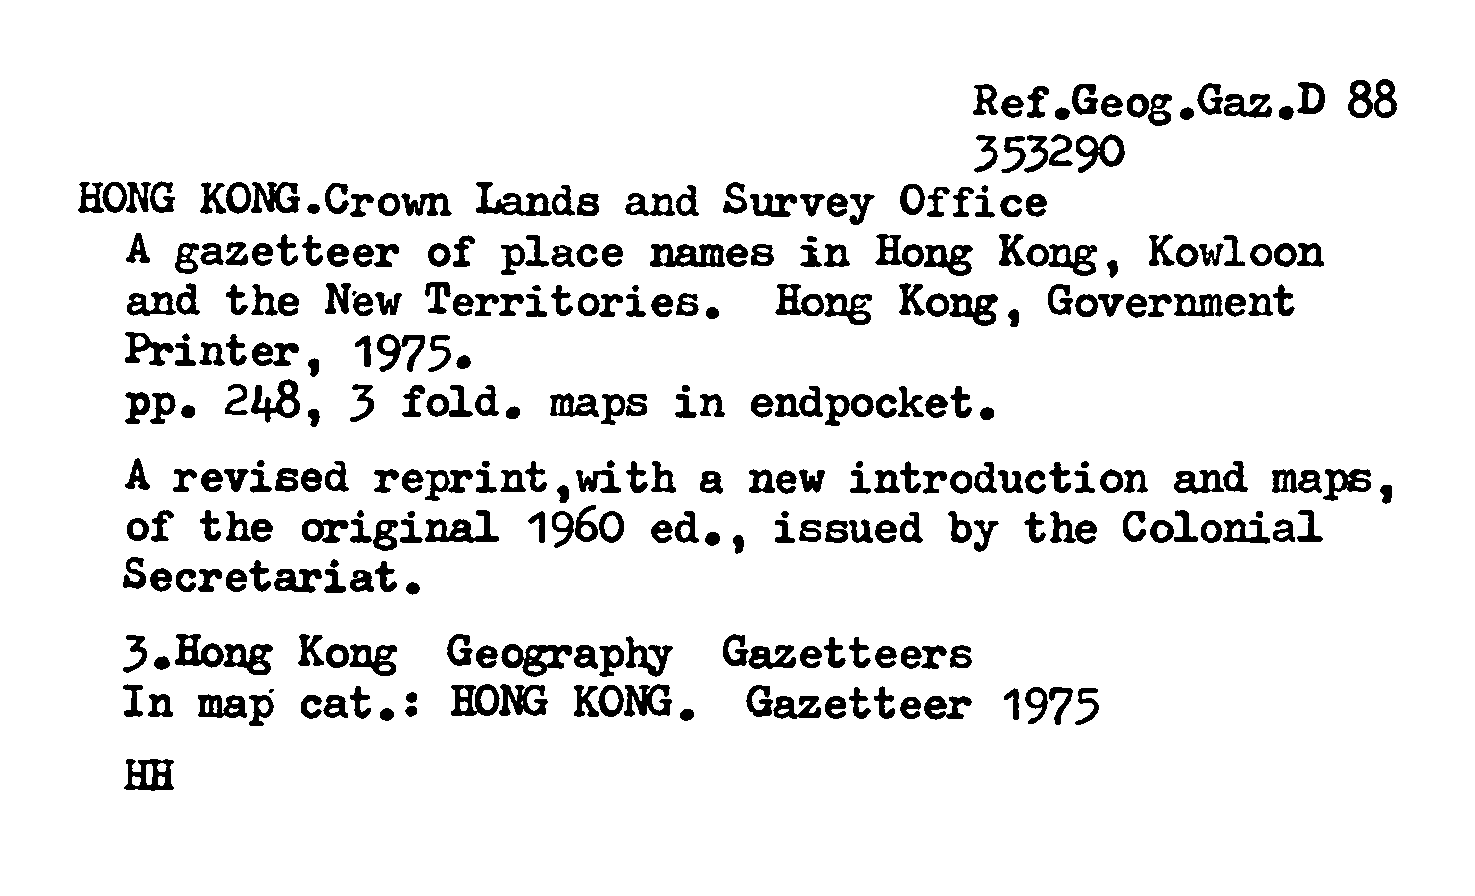 Ref.Geog.Gaz.D 88
353290
HONG KONG.Crown Lands and Survey Office
A gazetteer of place names in Hong Kong, Kowloon
and the New Territories. Hong Kong, Government
Printer, 1975.
pp. 248, 3 fold. maps in endpocket.
A revised reprint,with a new introduction and maps,
of the original 1960 ed., issued by the Colonial
Secretariat.
3.Hong Kong Geography Gazetteers
In map cat.: HONG KONG. Gazetteer 1975
HH